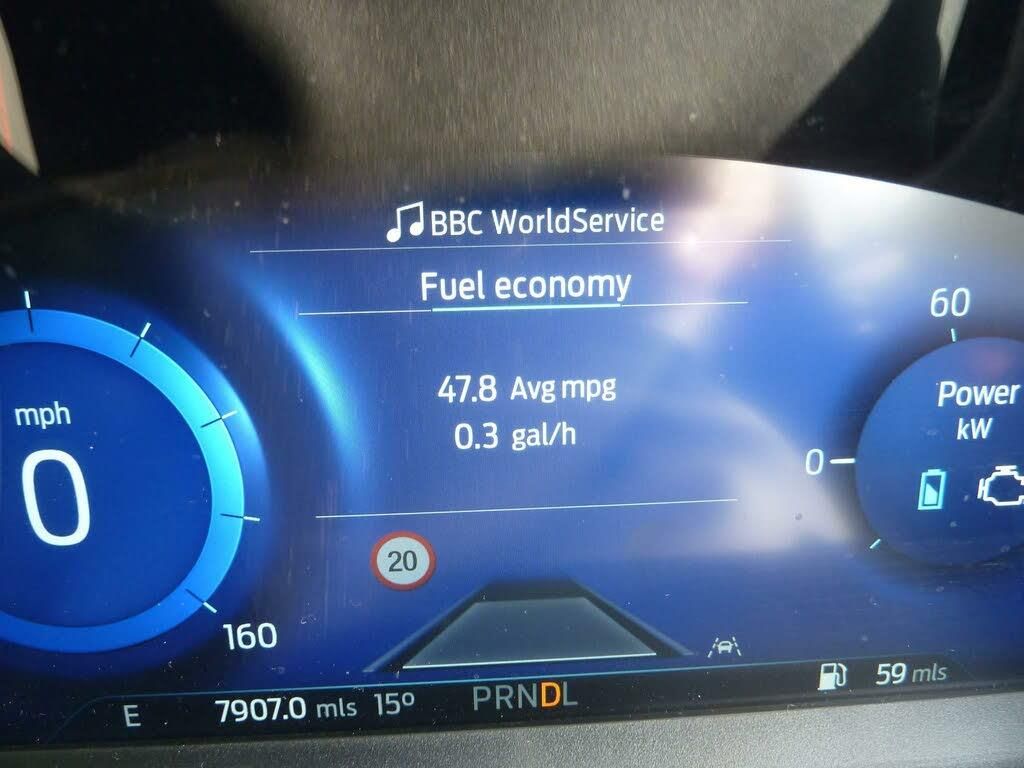 BBC WorldService
Fuel economy
60
47.8 Avg mpg
0.3 gal/h
mph
0
Power
kW
0
20
160
E 7907.0 mls 15º PRNDL 59 mls